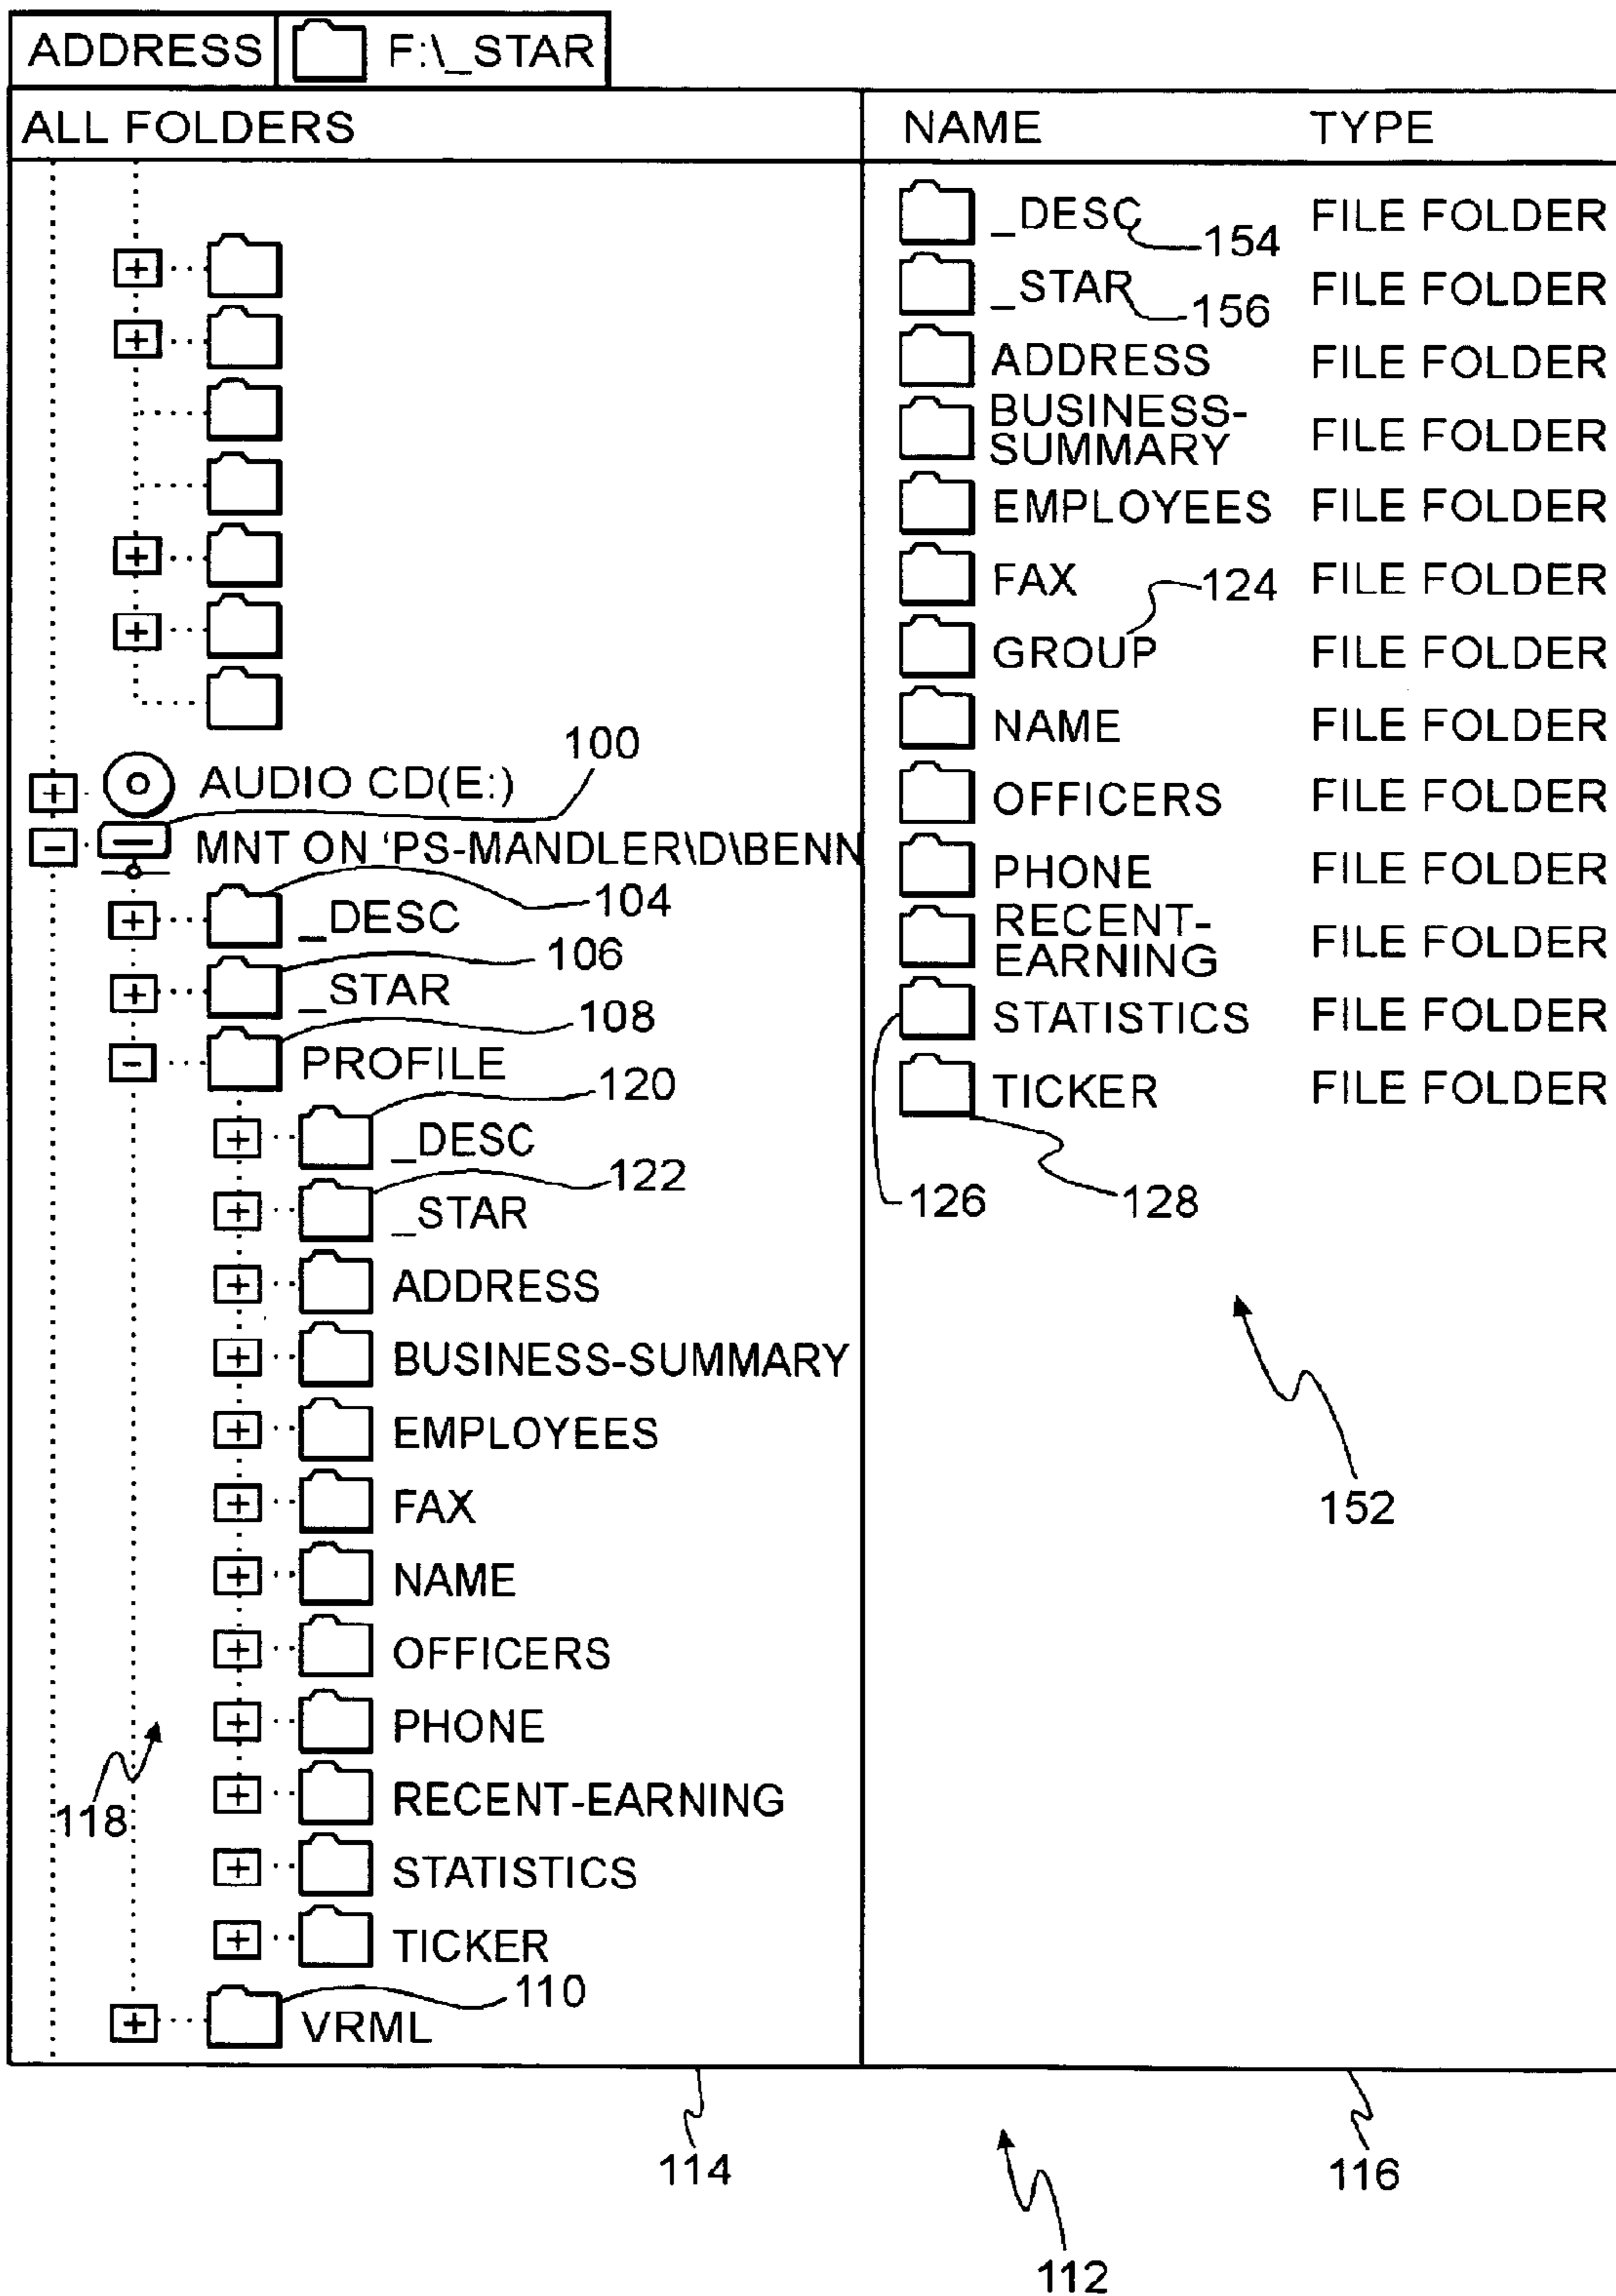 ADDRESS F:\_STAR
ALL FOLDERS
100
AUDIO CD(E:)
MNT ON 'PS-MANDLER\D\BENN
104
_DESC
106
_STAR
108
PROFILE
120
_DESC
122
_STAR
ADDRESS
BUSINESS-SUMMARY
EMPLOYEES
FAX
NAME
OFFICERS
PHONE
118
RECENT-EARNING
STATISTICS
TICKER
110
VRML
NAME TYPE
_DESC 154 FILE FOLDER
_STAR 156 FILE FOLDER
ADDRESS FILE FOLDER
BUSINESS-
SUMMARY FILE FOLDER
EMPLOYEES FILE FOLDER
FAX 124 FILE FOLDER
GROUP FILE FOLDER
NAME FILE FOLDER
OFFICERS FILE FOLDER
PHONE FILE FOLDER
RECENT-
EARNING FILE FOLDER
STATISTICS FILE FOLDER
TICKER FILE FOLDER
126 128
152
114 116
112